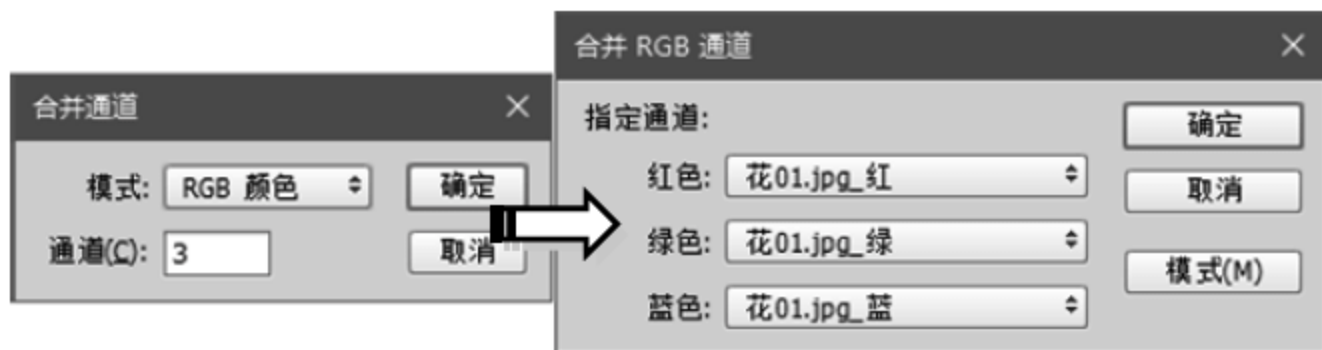 合并通道
模式: RGB 颜色 确定
通道(C): 3 取消
合并 RGB 通道
指定通道:
确定
红色: 花01.jpg_红
取消
绿色: 花01.jpg_绿
模式(M)
蓝色: 花01.jpg_蓝